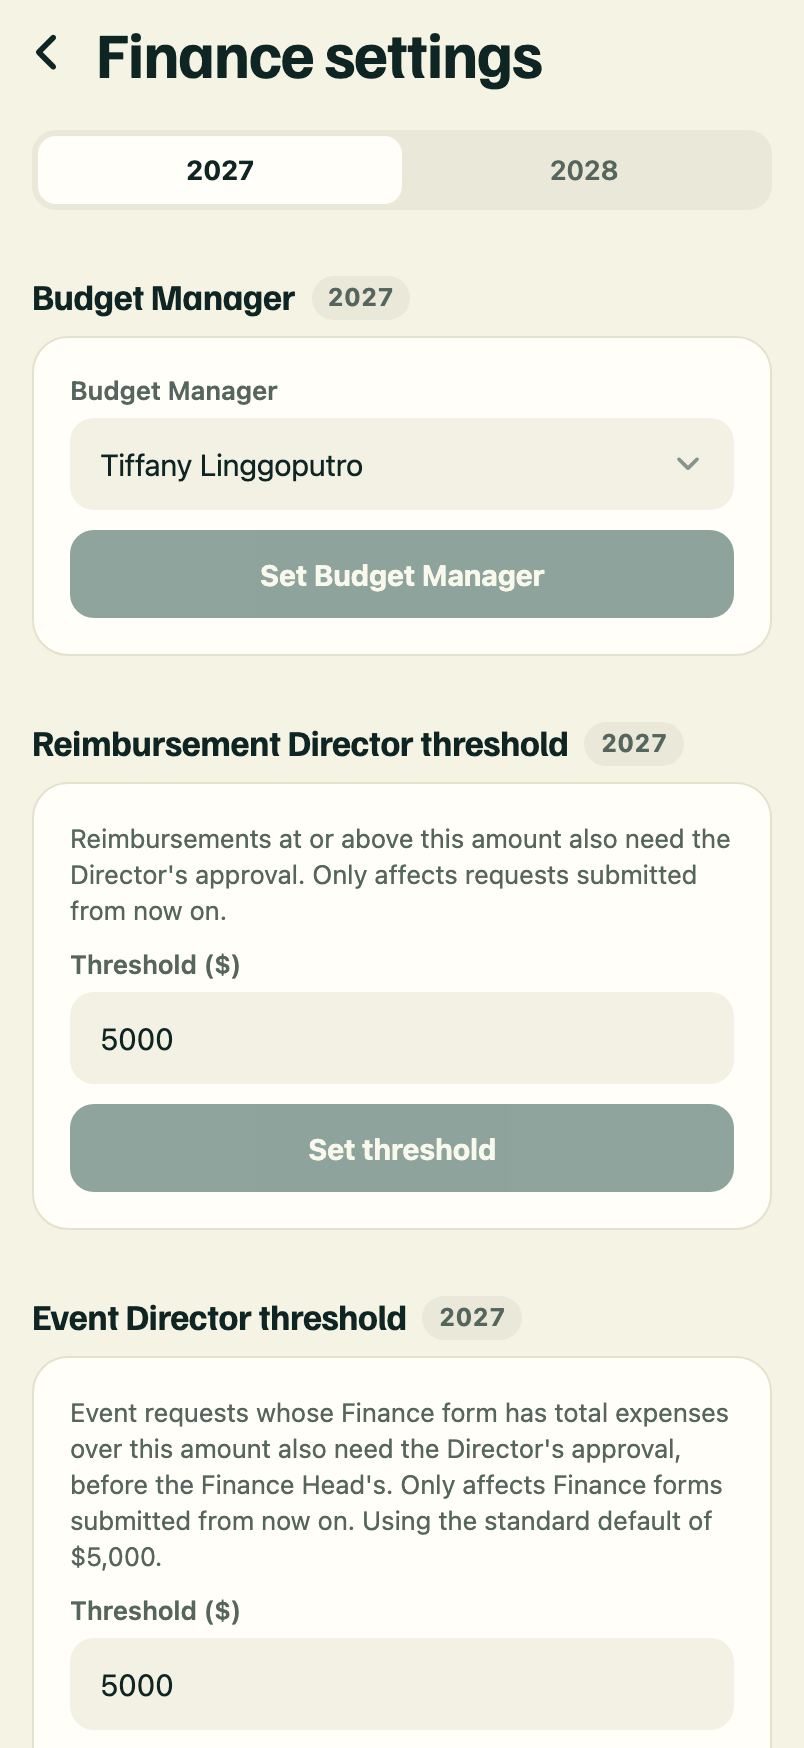 Finance settings
2027
2028
Budget Manager 2027
Budget Manager
Tiffany Linggoputro
Set Budget Manager
Reimbursement Director threshold 2027
Reimbursements at or above this amount also need the
Director's approval. Only affects requests submitted
from now on.
Threshold ($)
5000
Set threshold
Event Director threshold 2027
Event requests whose Finance form has total expenses
over this amount also need the Director's approval,
before the Finance Head's. Only affects Finance forms
submitted from now on. Using the standard default of
$5,000.
Threshold ($)
5000